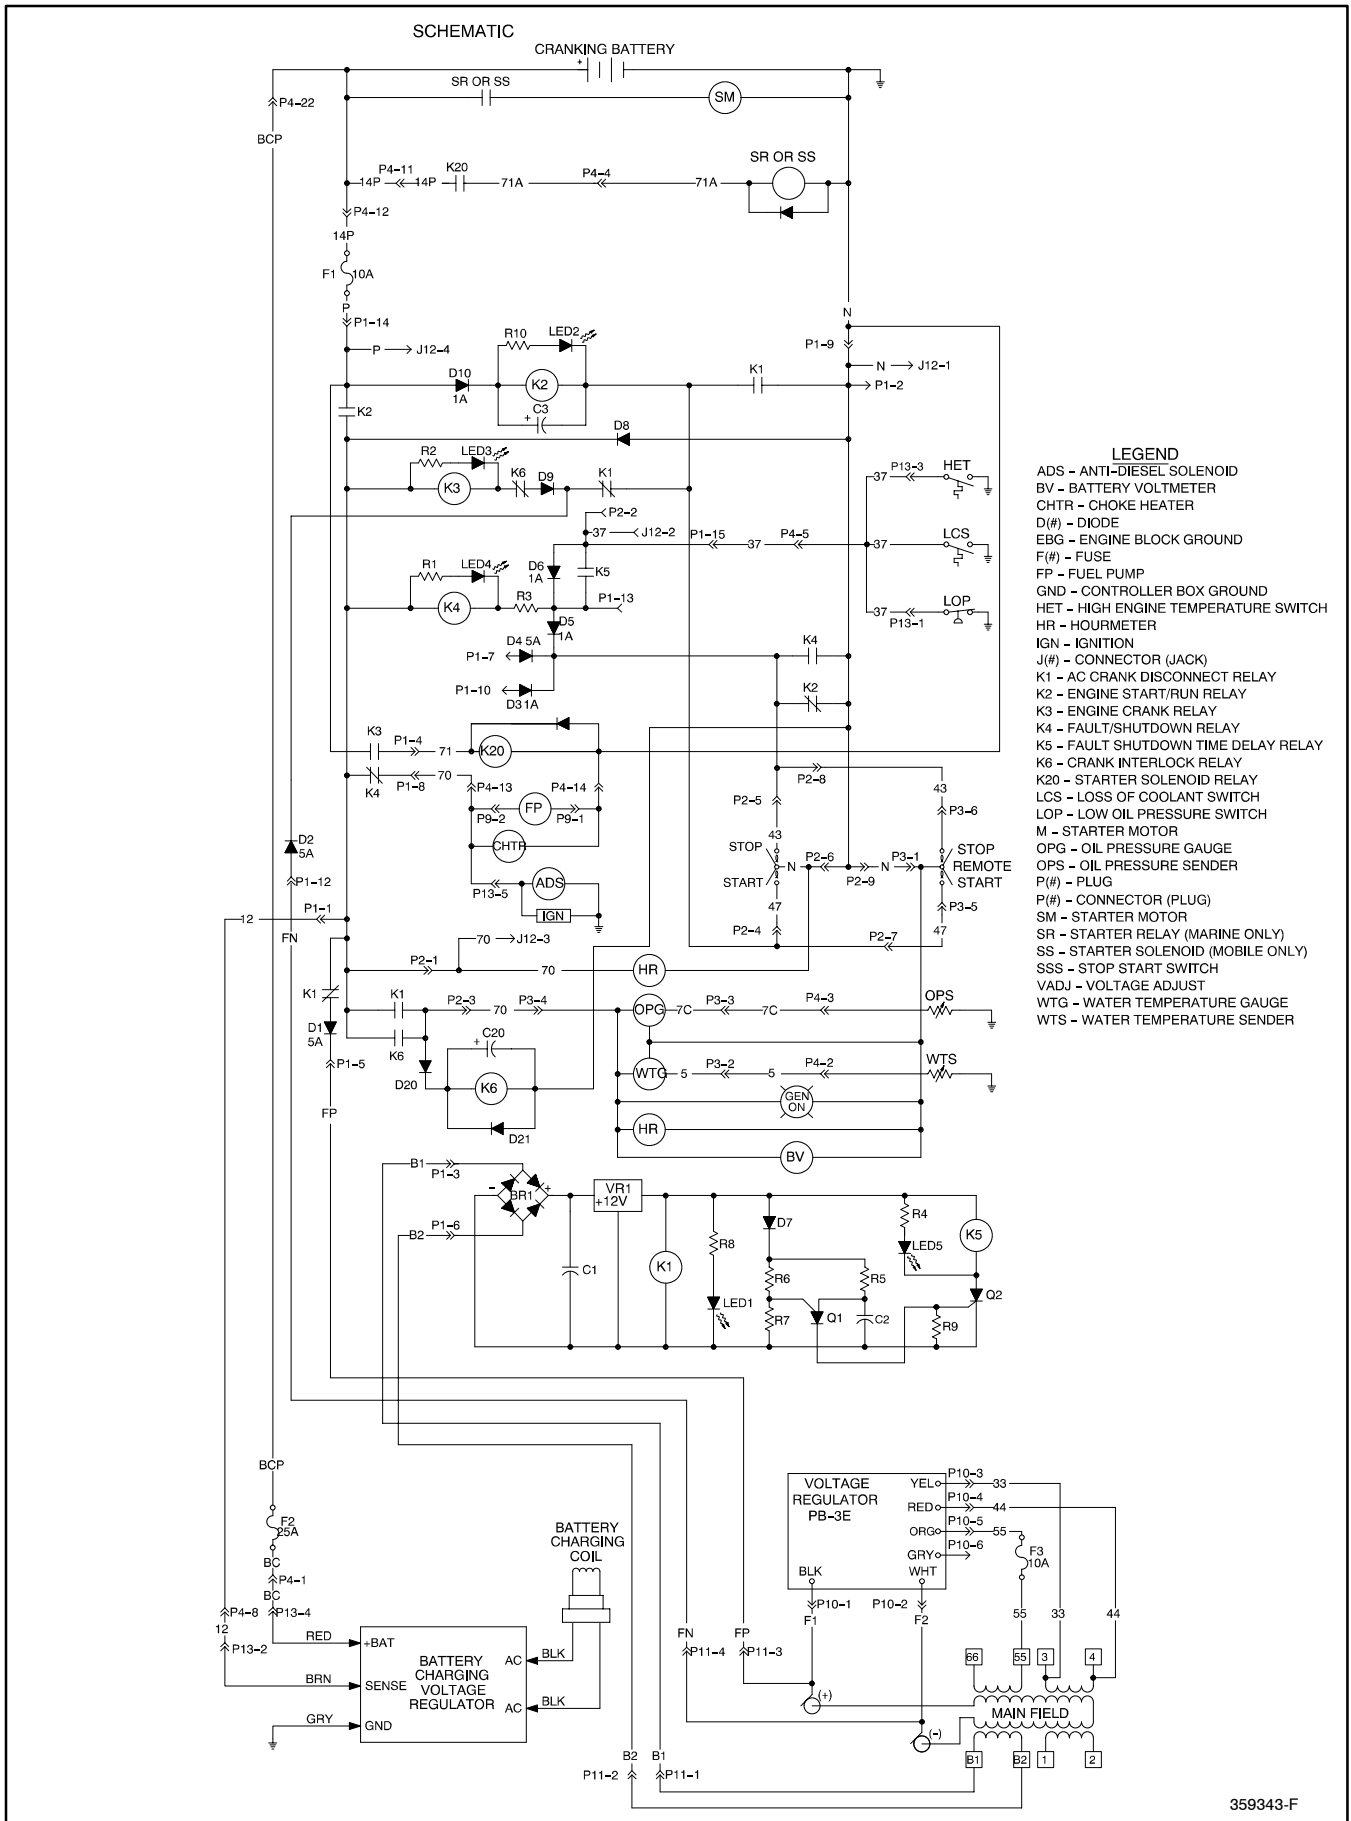 SCHEMATIC
CRANKING BATTERY
+
SR OR SS
SM
P4-22
BCP
SR OR SS
P4-11 K20 P4-4
14P 14P 71A 71A
P4-12
14P
F1 10A
P
P1-14
N
R10 LED2
P1-9
P J12-4
N J12-1
D10
1A
K2
K1
P1-2
K2
+ C3
D8
R2 LED3
K6 D9 K1
K3
P2-2
37 J12-2
P1-15 37 P4-5
37 P13-3 HET
37 LCS
37 LOP
P13-1
R1 LED4
D6
1A
K5
K4
R3
P1-13
D5
1A
P1-7 D4 5A
K4
P1-10
D3 1A
K2
K3 P1-4 71 K20
K4 P1-8 70
P4-13 P4-14
FP
P9-2 P9-1
CHTR
P13-5 ADS
IGN
P2-8
P2-5 43
43 P3-6
STOP P2-6 P3-1 STOP
N N REMOTE
START P2-9 START
47 P3-5
P2-4 P2-7 47
D2
5A
P1-12
12 P1-1
FN
70 J12-3
P2-1 70 HR
K1
K1 P2-3 70 P3-4
OPG 7C P3-3 7C P4-3 OPS
D1
5A
K6
+ C20
P1-5
D20
K6
WTG 5 P3-2 5 P4-2 WTS
GEN
ON
FP
D21
HR
BV
B1
P1-3
- BR1 +
VR1
+12V
B2 P1-6
C1
K1
R8
LED1
D7
R6 R5
R7 Q1 C2
R4
LED5
K5
Q2
R9
BCP
F2
25A
BC
P4-1
BC
P4-8 P13-4
12
P13-2
RED +BAT
BRN SENSE
GRY GND
BATTERY
CHARGING
VOLTAGE
REGULATOR
AC BLK
AC BLK
BATTERY
CHARGING
COIL
VOLTAGE
REGULATOR
PB-3E
YEL P10-3 33
RED P10-4 44
ORG P10-5 55
GRY P10-6
BLK WHT
P10-1 P10-2
F1 F2
F3
10A
FN FP
P11-4 P11-3
55 33 44
66 55 3 4
(+)
MAIN FIELD
(-)
B1 B2 1 2
B2 B1
P11-2 P11-1
LEGEND
ADS - ANTI-DIESEL SOLENOID
BV - BATTERY VOLTMETER
CHTR - CHOKE HEATER
D(#) - DIODE
EBG - ENGINE BLOCK GROUND
F(#) - FUSE
FP - FUEL PUMP
GND - CONTROLLER BOX GROUND
HET - HIGH ENGINE TEMPERATURE SWITCH
HR - HOURMETER
IGN - IGNITION
J(#) - CONNECTOR (JACK)
K1 - AC CRANK DISCONNECT RELAY
K2 - ENGINE START/RUN RELAY
K3 - ENGINE CRANK RELAY
K4 - FAULT/SHUTDOWN RELAY
K5 - FAULT SHUTDOWN TIME DELAY RELAY
K6 - CRANK INTERLOCK RELAY
K20 - STARTER SOLENOID RELAY
LCS - LOSS OF COOLANT SWITCH
LOP - LOW OIL PRESSURE SWITCH
M - STARTER MOTOR
OPG - OIL PRESSURE GAUGE
OPS - OIL PRESSURE SENDER
P(#) - PLUG
P(#) - CONNECTOR (PLUG)
SM - STARTER MOTOR
SR - STARTER RELAY (MARINE ONLY)
SS - STARTER SOLENOID (MOBILE ONLY)
SSS - STOP START SWITCH
VADJ - VOLTAGE ADJUST
WTG - WATER TEMPERATURE GAUGE
WTS - WATER TEMPERATURE SENDER
359343-F